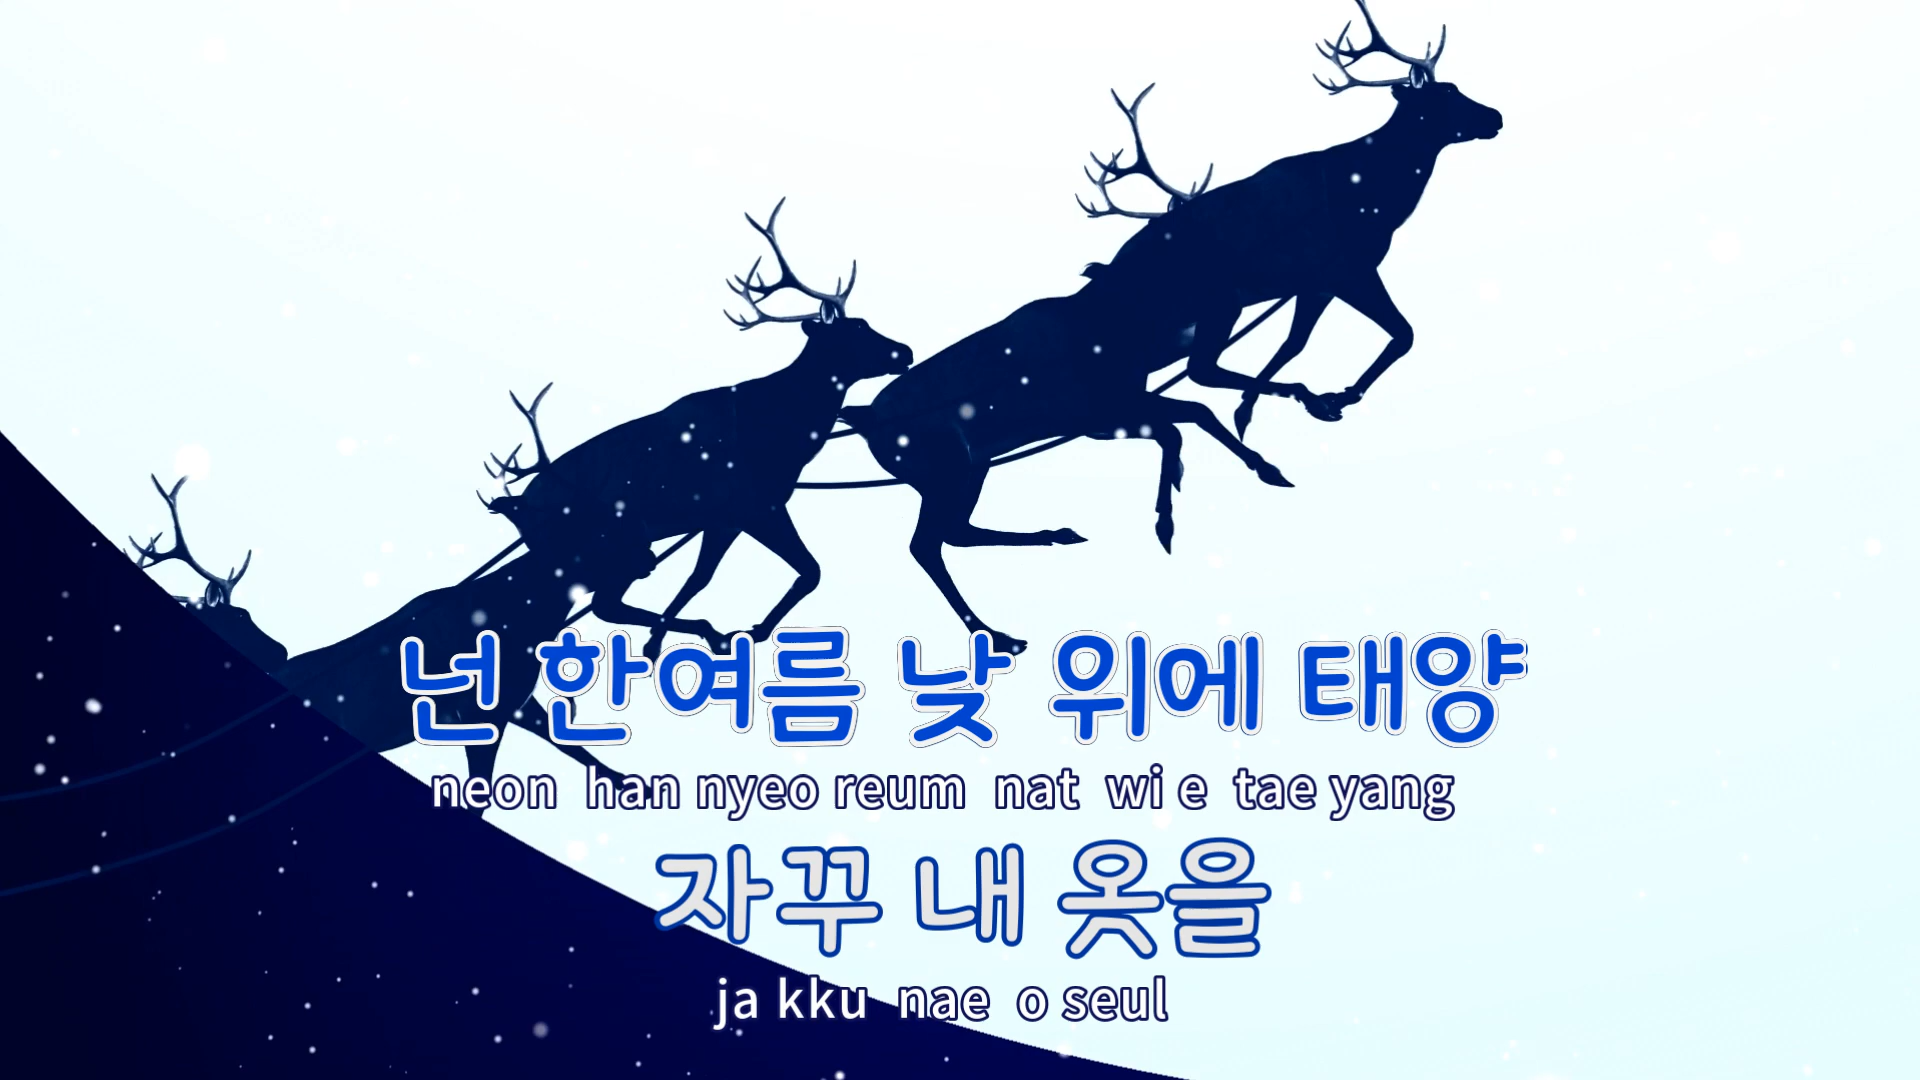 넌 한여름 낮 위에 태양
neon han nyeo reum nat wi e tae yang
자꾸 내 옷을
ja kku nae o seul